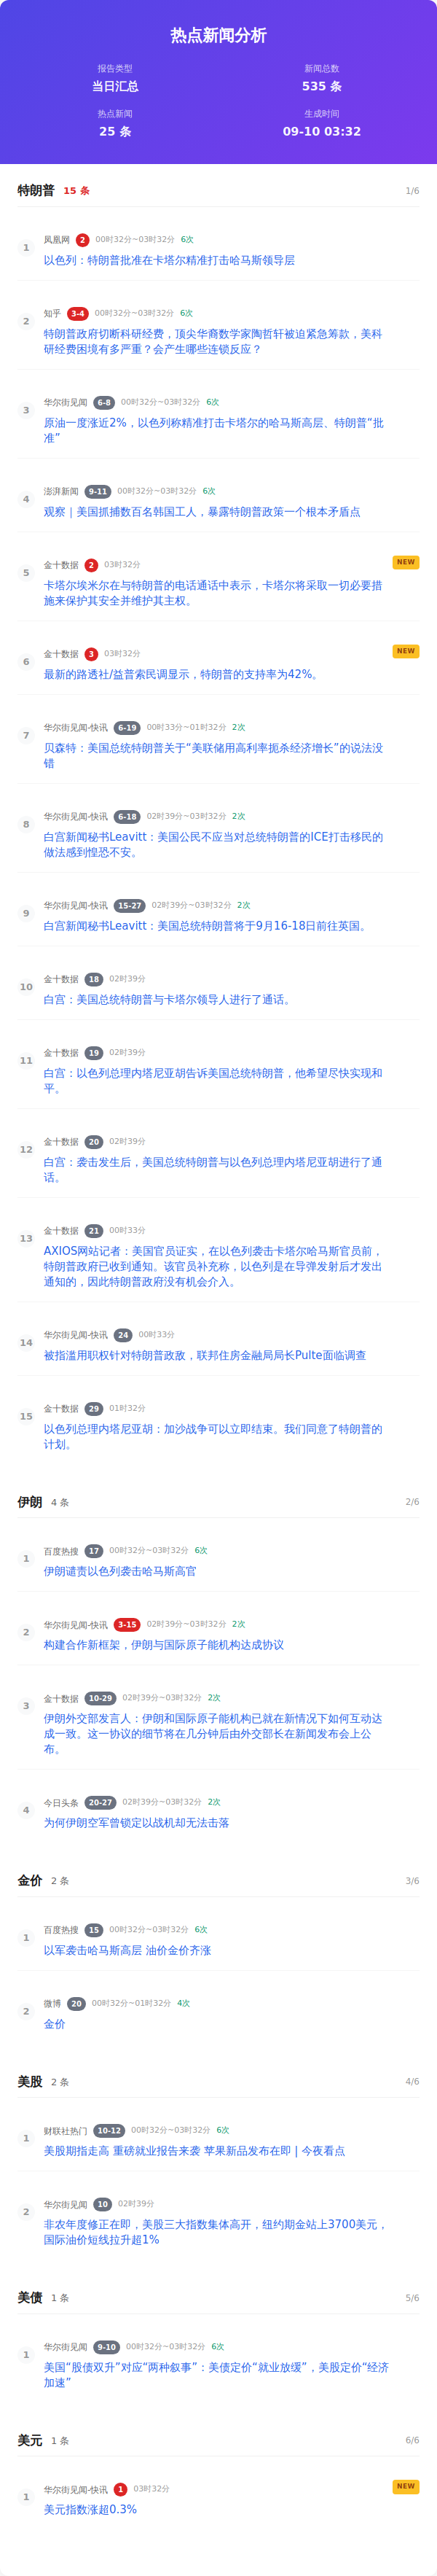 热点新闻分析
报告类型
新闻总数
当日汇总
535 条
热点新闻
生成时间
25 条
09-10 03:32
特朗普 15 条 1/6
1
凤凰网 2 00时32分~03时32分 6次
以色列：特朗普批准在卡塔尔精准打击哈马斯领导层
2
知乎 3-4 00时32分~03时32分 6次
特朗普政府切断科研经费，顶尖华裔数学家陶哲轩被迫紧急筹款，美科
研经费困境有多严重？会产生哪些连锁反应？
3
华尔街见闻 6-8 00时32分~03时32分 6次
原油一度涨近2%，以色列称精准打击卡塔尔的哈马斯高层、特朗普“批
准”
4
澎湃新闻 9-11 00时32分~03时32分 6次
观察｜美国抓捕数百名韩国工人，暴露特朗普政策一个根本矛盾点
5
金十数据 2 03时32分 NEW
卡塔尔埃米尔在与特朗普的电话通话中表示，卡塔尔将采取一切必要措
施来保护其安全并维护其主权。
6
金十数据 3 03时32分 NEW
最新的路透社/益普索民调显示，特朗普的支持率为42%。
7
华尔街见闻-快讯 6-19 00时33分~01时32分 2次
贝森特：美国总统特朗普关于“美联储用高利率扼杀经济增长”的说法没
错
8
华尔街见闻-快讯 6-18 02时39分~03时32分 2次
白宫新闻秘书Leavitt：美国公民不应当对总统特朗普的ICE打击移民的
做法感到惶恐不安。
9
华尔街见闻-快讯 15-27 02时39分~03时32分 2次
白宫新闻秘书Leavitt：美国总统特朗普将于9月16-18日前往英国。
10
金十数据 18 02时39分
白宫：美国总统特朗普与卡塔尔领导人进行了通话。
11
金十数据 19 02时39分
白宫：以色列总理内塔尼亚胡告诉美国总统特朗普，他希望尽快实现和
平。
12
金十数据 20 02时39分
白宫：袭击发生后，美国总统特朗普与以色列总理内塔尼亚胡进行了通
话。
13
金十数据 21 00时33分
AXIOS网站记者：美国官员证实，在以色列袭击卡塔尔哈马斯官员前，
特朗普政府已收到通知。该官员补充称，以色列是在导弹发射后才发出
通知的，因此特朗普政府没有机会介入。
14
华尔街见闻-快讯 24 00时33分
被指滥用职权针对特朗普政敌，联邦住房金融局局长Pulte面临调查
15
金十数据 29 01时32分
以色列总理内塔尼亚胡：加沙战争可以立即结束。我们同意了特朗普的
计划。
伊朗 4 条 2/6
1
百度热搜 17 00时32分~03时32分 6次
伊朗谴责以色列袭击哈马斯高官
2
华尔街见闻-快讯 3-15 02时39分~03时32分 2次
构建合作新框架，伊朗与国际原子能机构达成协议
3
金十数据 10-29 02时39分~03时32分 2次
伊朗外交部发言人：伊朗和国际原子能机构已就在新情况下如何互动达
成一致。这一协议的细节将在几分钟后由外交部长在新闻发布会上公
布。
4
今日头条 20-27 02时39分~03时32分 2次
为何伊朗空军曾锁定以战机却无法击落
金价 2 条 3/6
1
百度热搜 15 00时32分~03时32分 6次
以军袭击哈马斯高层 油价金价齐涨
2
微博 20 00时32分~01时32分 4次
金价
美股 2 条 4/6
1
财联社热门 10-12 00时32分~03时32分 6次
美股期指走高 重磅就业报告来袭 苹果新品发布在即 | 今夜看点
2
华尔街见闻 10 02时39分
非农年度修正在即，美股三大指数集体高开，纽约期金站上3700美元，
国际油价短线拉升超1%
美债 1 条 5/6
1
华尔街见闻 9-10 00时32分~03时32分 6次
美国“股债双升”对应“两种叙事”：美债定价“就业放缓”，美股定价“经济
加速”
美元 1 条 6/6
1
华尔街见闻-快讯 1 03时32分 NEW
美元指数涨超0.3%